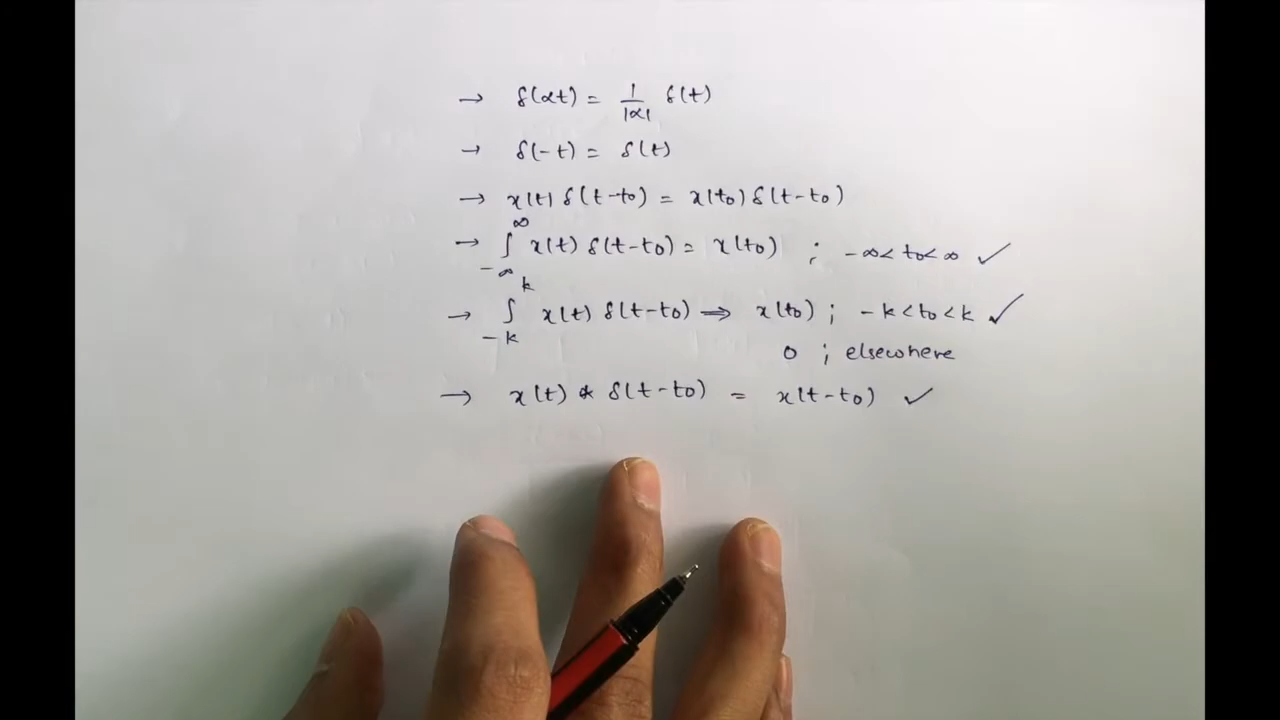 → δ(αt) = 1/|α| δ(t)
→ δ(-t) = δ(t)
→ x(t) δ(t-t₀) = x(t₀) δ(t-t₀)
→ ∫_{-∞}^{∞} x(t) δ(t-t₀) = x(t₀) ; -∞ < t₀ < ∞ ✓
→ ∫_{-k}^{k} x(t) δ(t-t₀) ⇒ x(t₀) ; -k < t₀ < k ✓
0 ; elsewhere
→ x(t) * δ(t-t₀) = x(t-t₀) ✓